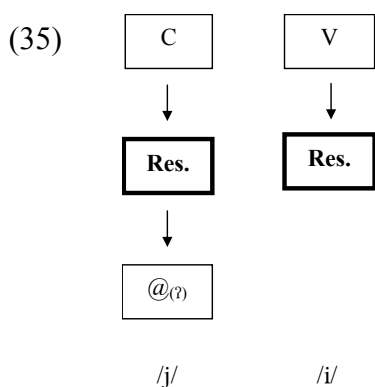 (35) C V
Res. Res.
@(ʔ)
/j/ /i/